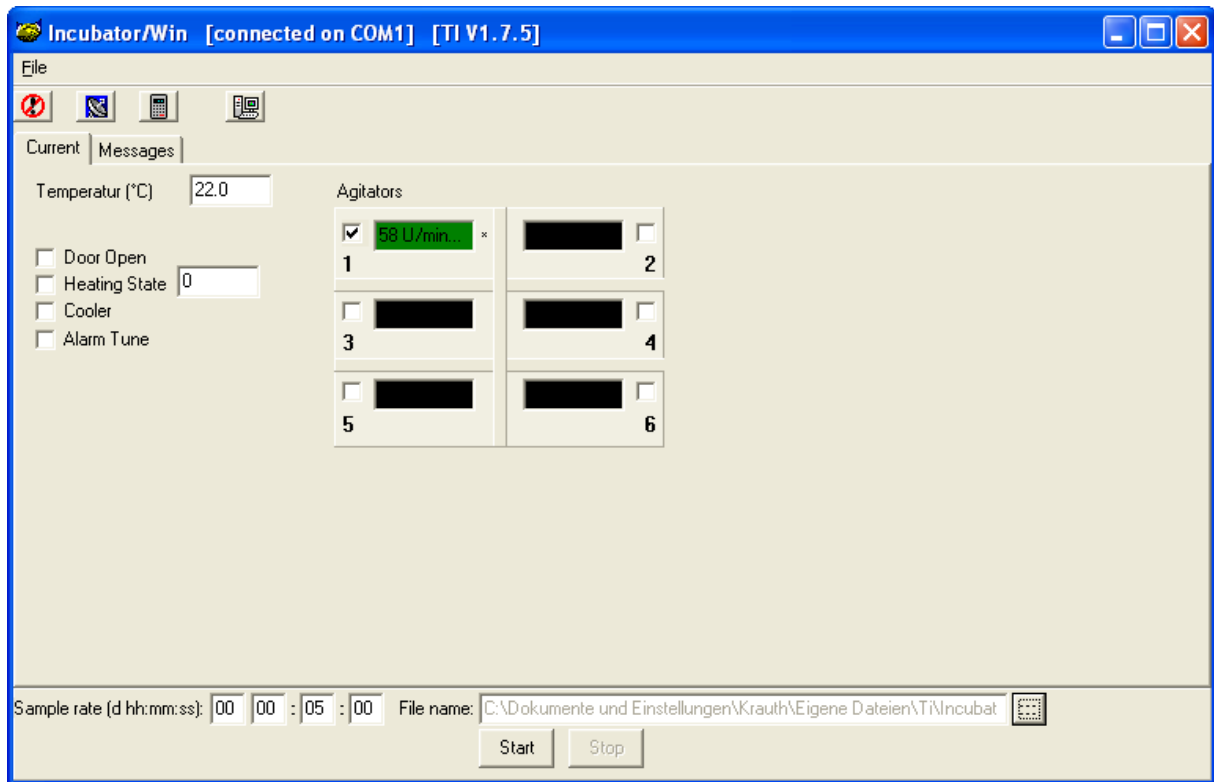 Incubator/Win [connected on COM1] [TI V1.7.5]
File
Current Messages
Temperatur (°C) 22.0
Agitators
58 U/min...
1
2
Door Open
Heating State 0
Cooler
Alarm Tune
3
4
5
6
Sample rate (d hh:mm:ss): 00 00 : 05 : 00 File name: C:\Dokumente und Einstellungen\Krauth\Eigene Dateien\Ti\Incubat
Start Stop